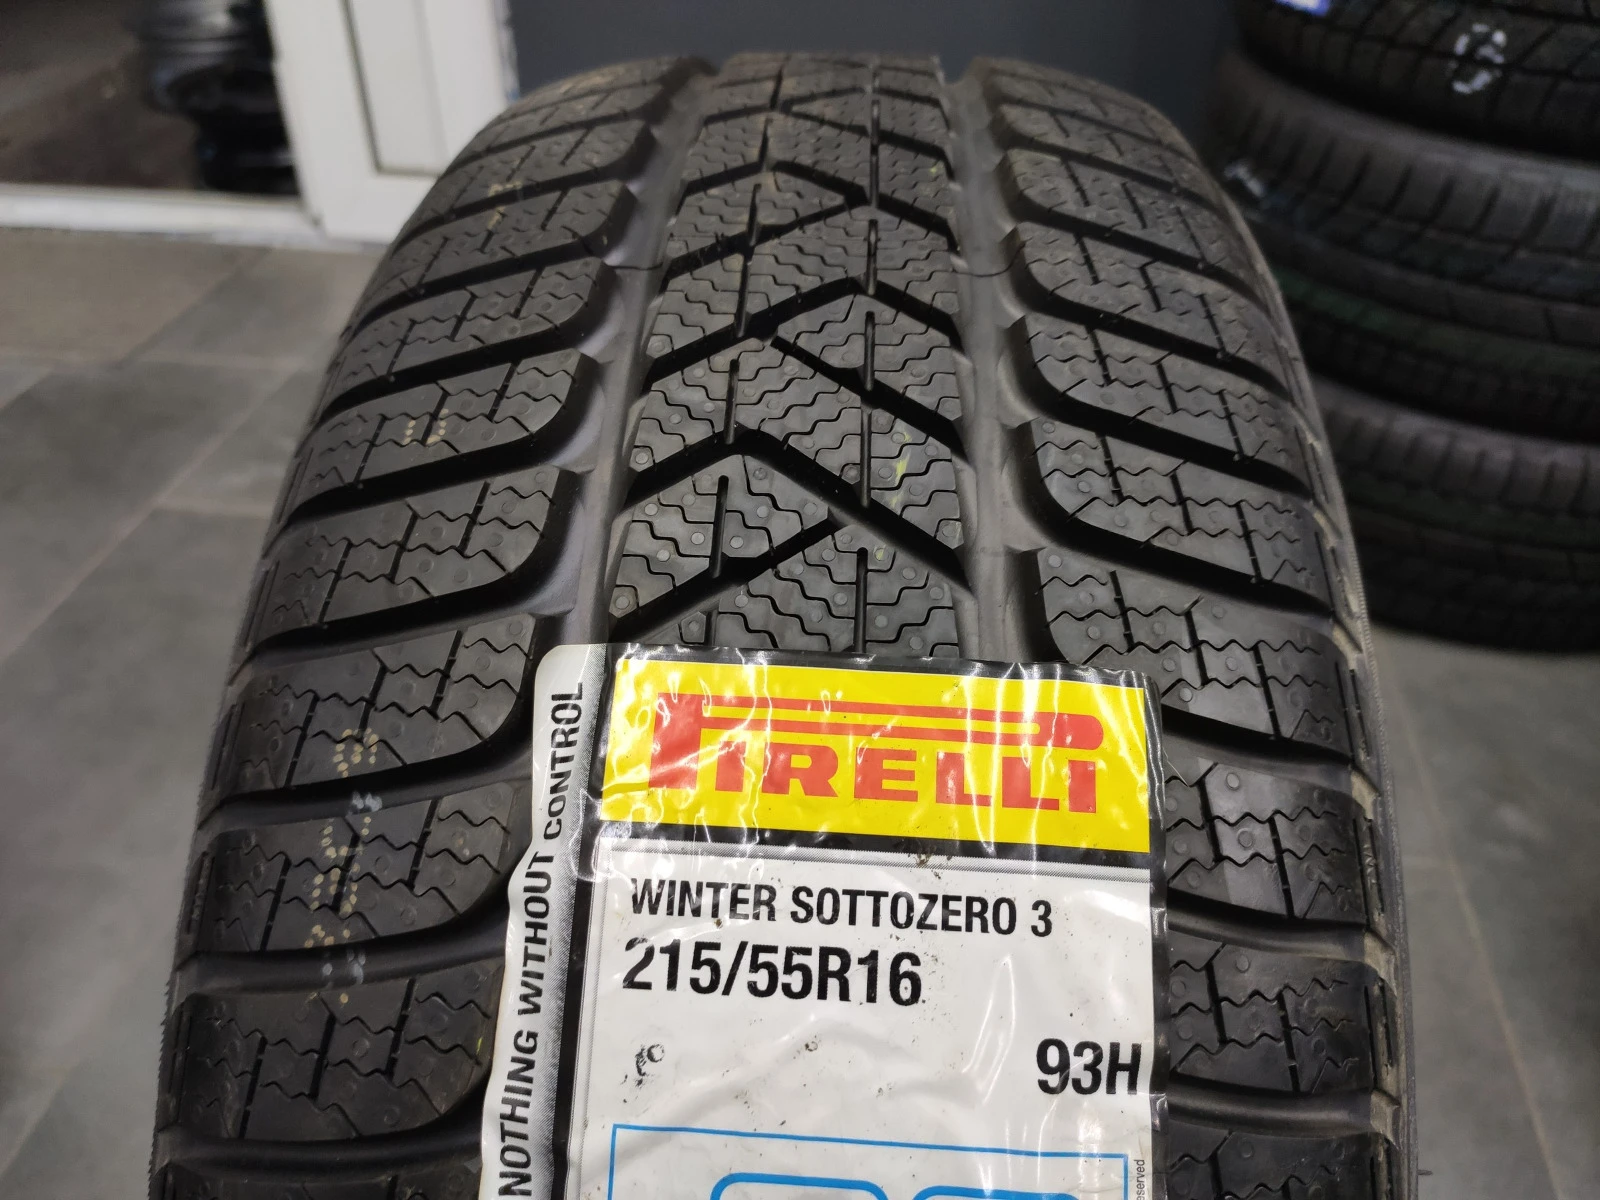 PIRELLI
WINTER SOTTOZERO 3
215/55R16
93H
NOTHING WITHOUT CONTROL